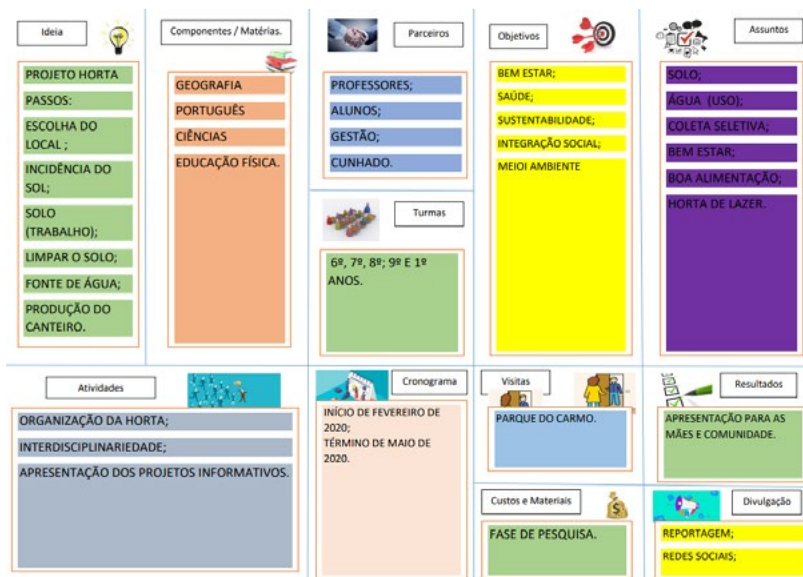 Ideia
PROJETO HORTA
PASSOS:
ESCOLHA DO
LOCAL ;
INCIDÊNCIA DO
SOL;
SOLO
(TRABALHO);
LIMPAR O SOLO;
FONTE DE ÁGUA;
PRODUÇÃO DO
CANTEIRO.
Componentes / Matérias.
GEOGRAFIA
PORTUGUÊS
CIÊNCIAS
EDUCAÇÃO FÍSICA.
Parceiros
PROFESSORES;
ALUNOS;
GESTÃO;
CUNHADO.
Turmas
6º, 7º, 8º; 9º E 1º
ANOS.
Objetivos
BEM ESTAR;
SAÚDE;
SUSTENTABILIDADE;
INTEGRAÇÃO SOCIAL;
MEIOI AMBIENTE
Assuntos
SOLO;
ÁGUA (USO);
COLETA SELETIVA;
BEM ESTAR;
BOA ALIMENTAÇÃO;
HORTA DE LAZER.
Atividades
ORGANIZAÇÃO DA HORTA;
INTERDISCIPLINARIEDADE;
APRESENTAÇÃO DOS PROJETOS INFORMATIVOS.
Cronograma
INÍCIO DE FEVEREIRO DE
2020;
TÉRMINO DE MAIO DE
2020.
Visitas
PARQUE DO CARMO.
Resultados
APRESENTAÇÃO PARA AS
MÃES E COMUNIDADE.
Custos e Materiais
$
FASE DE PESQUISA.
Divulgação
REPORTAGEM;
REDES SOCIAIS;